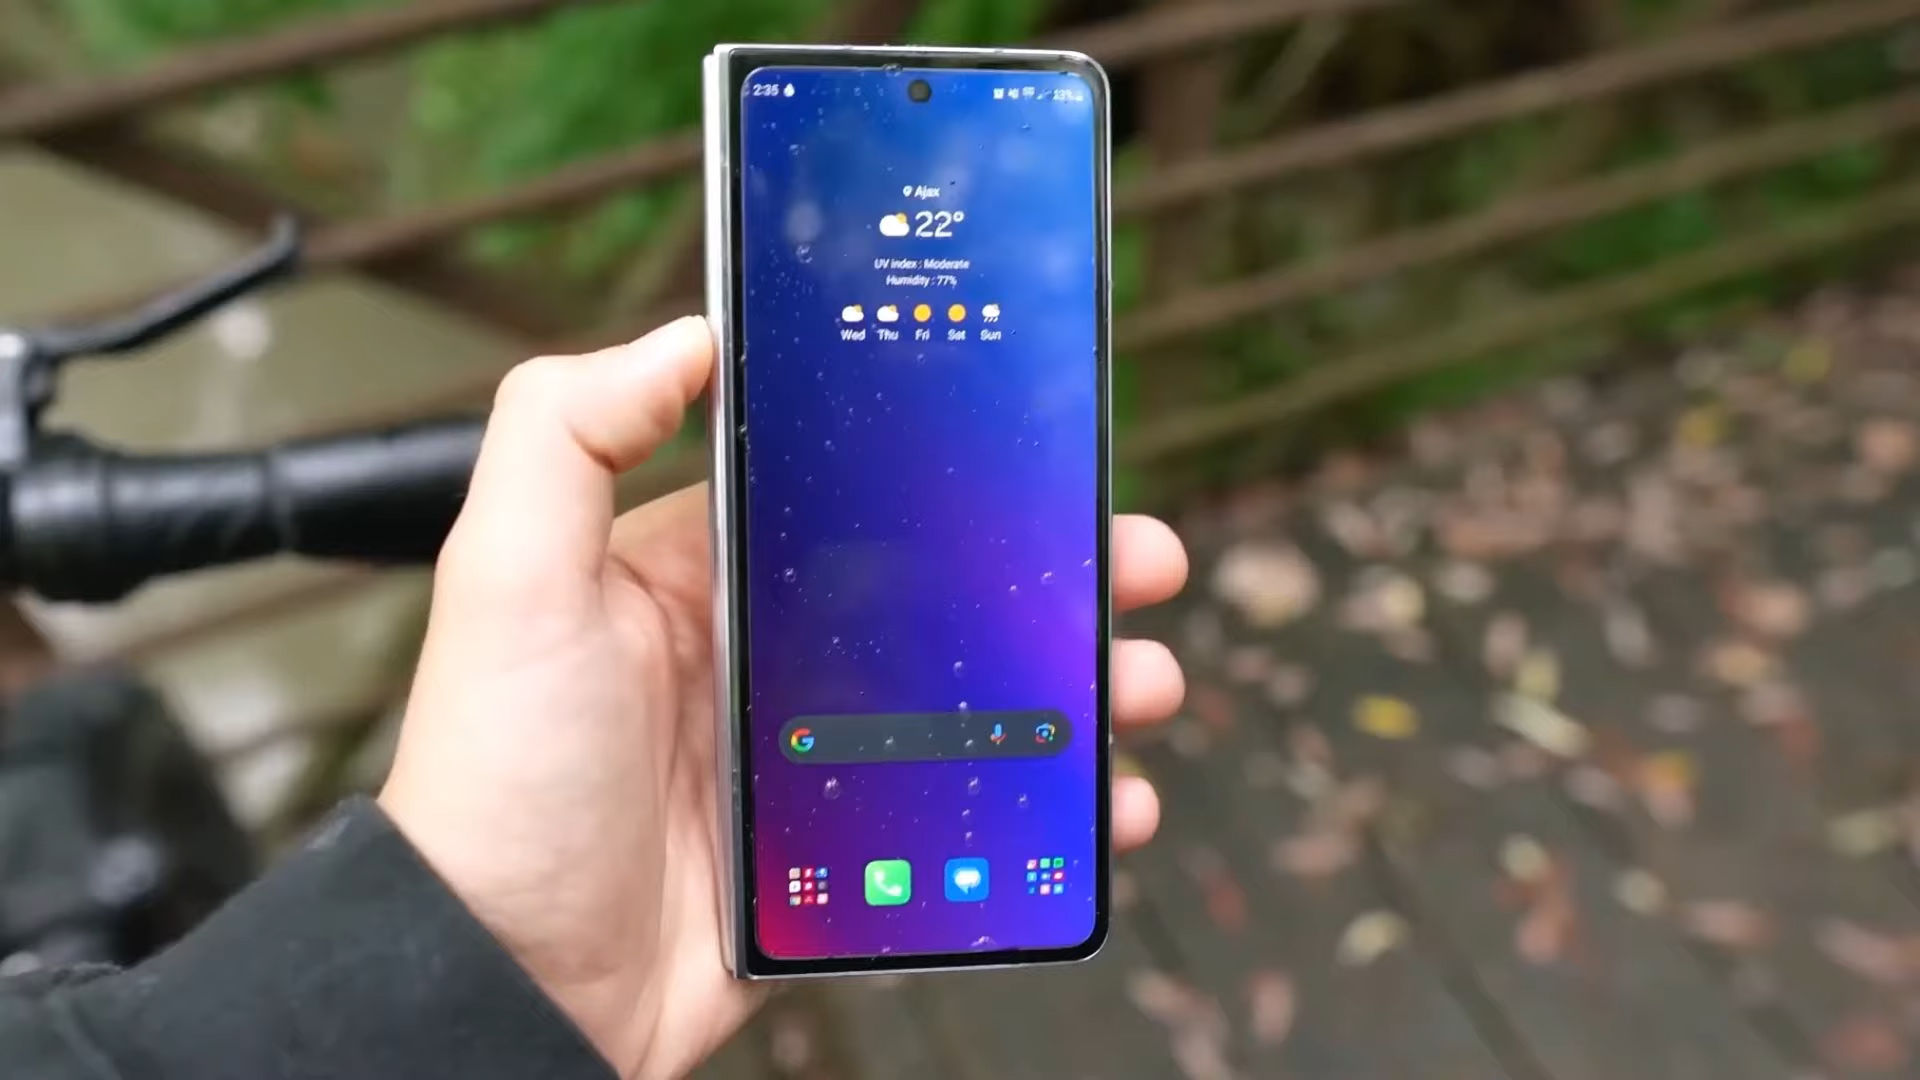 2:35
Ajax
22°
UV index : Moderate
Humidity : 77%
Wed Thu Fri Sat Sun